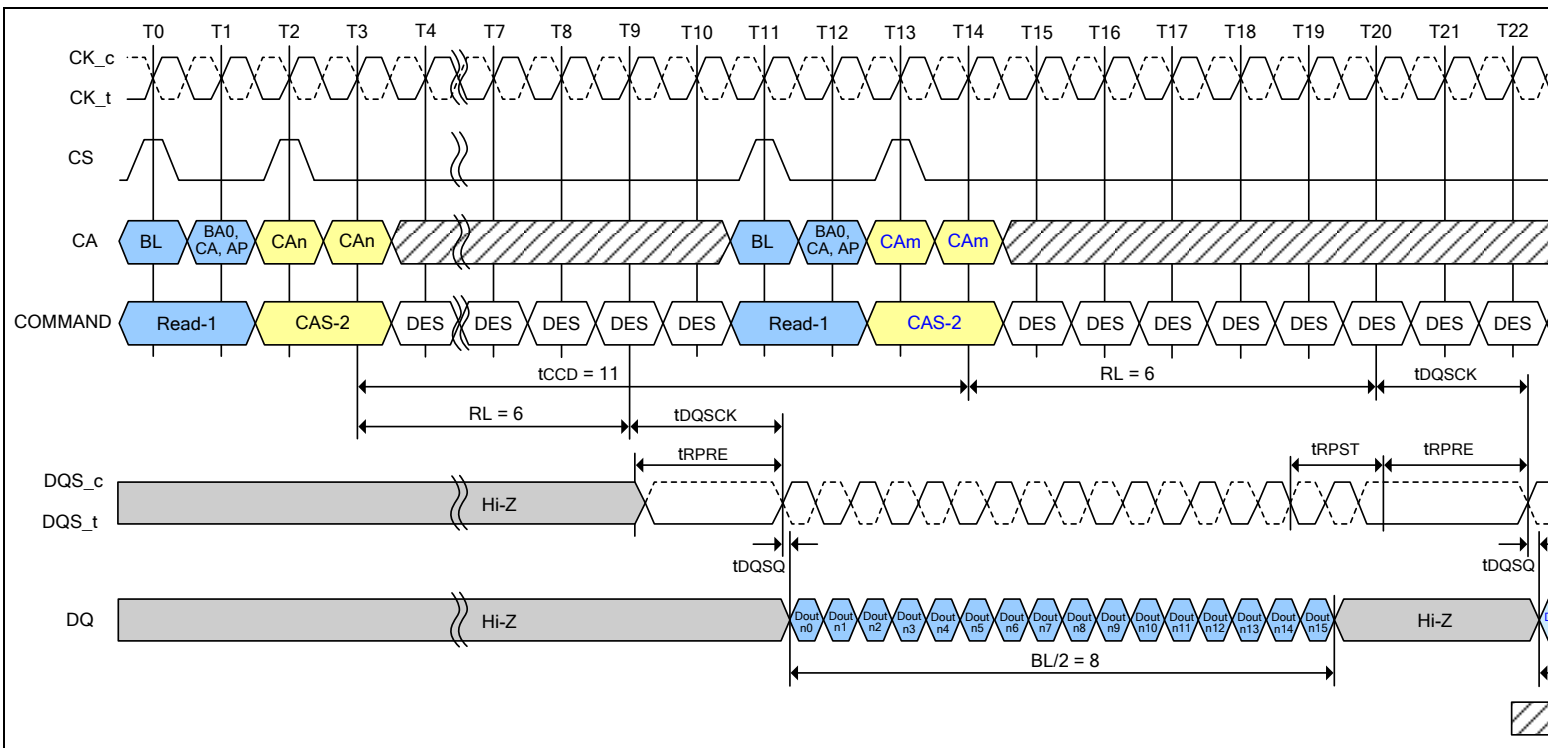 T0 T1 T2 T3 T4 T7 T8 T9 T10 T11 T12 T13 T14 T15 T16 T17 T18 T19 T20 T21 T22
CK_c
CK_t
CS
CA BL BA0, CA, AP CAn CAn BL BA0, CA, AP CAm CAm
COMMAND Read-1 CAS-2 DES DES DES DES DES Read-1 CAS-2 DES DES DES DES DES DES DES DES
tCCD = 11 RL = 6 tDQSCK
RL = 6 tDQSCK
tRPRE tRPST tRPRE
DQS_c
Hi-Z
DQS_t
tDQSQ tDQSQ
DQ Hi-Z Dout n0 Dout n1 Dout n2 Dout n3 Dout n4 Dout n5 Dout n6 Dout n7 Dout n8 Dout n9 Dout n10 Dout n11 Dout n12 Dout n13 Dout n14 Dout n15 Hi-Z
BL/2 = 8